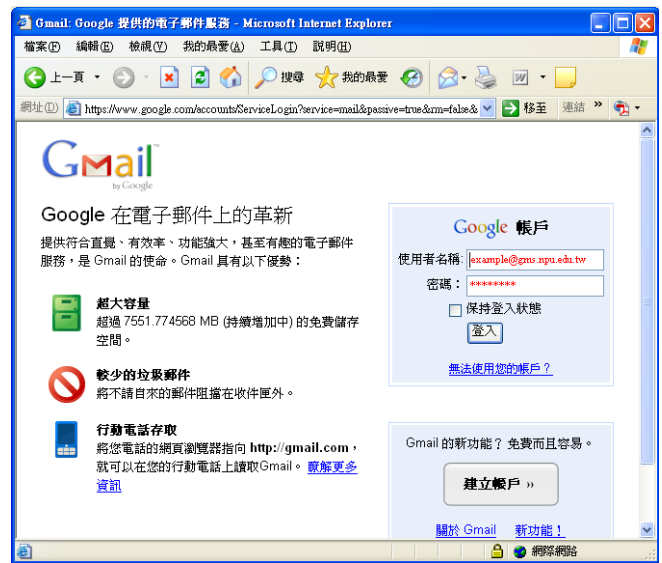 Gmail: Google 提供的電子郵件服務 - Microsoft Internet Explorer
檔案(F) 編輯(E) 檢視(V) 我的最愛(A) 工具(T) 說明(H)
上一頁 搜尋 我的最愛
網址(D) https://www.google.com/accounts/ServiceLogin?service=mail&passive=true&rm=false& 移至 連結 »
Gmail™
by Google
Google 在電子郵件上的革新
提供符合直覺、有效率、功能強大，甚至有趣的電子郵件
服務，是 Gmail 的使命。Gmail 具有以下優勢：
超大容量
超過 7551.774568 MB (持續增加中) 的免費儲存
空間。
較少的垃圾郵件
將不請自來的郵件阻擋在收件匣外。
行動電話存取
將您電話的網頁瀏覽器指向 http://gmail.com，
就可以在您的行動電話上讀取Gmail。 瞭解更多
資訊
Google 帳戶
使用者名稱: example@gms.npu.edu.tw
密碼： ********
保持登入狀態
登入
無法使用您的帳戶？
Gmail 的新功能？ 免費而且容易。
建立帳戶 »
關於 Gmail 新功能！
網際網路